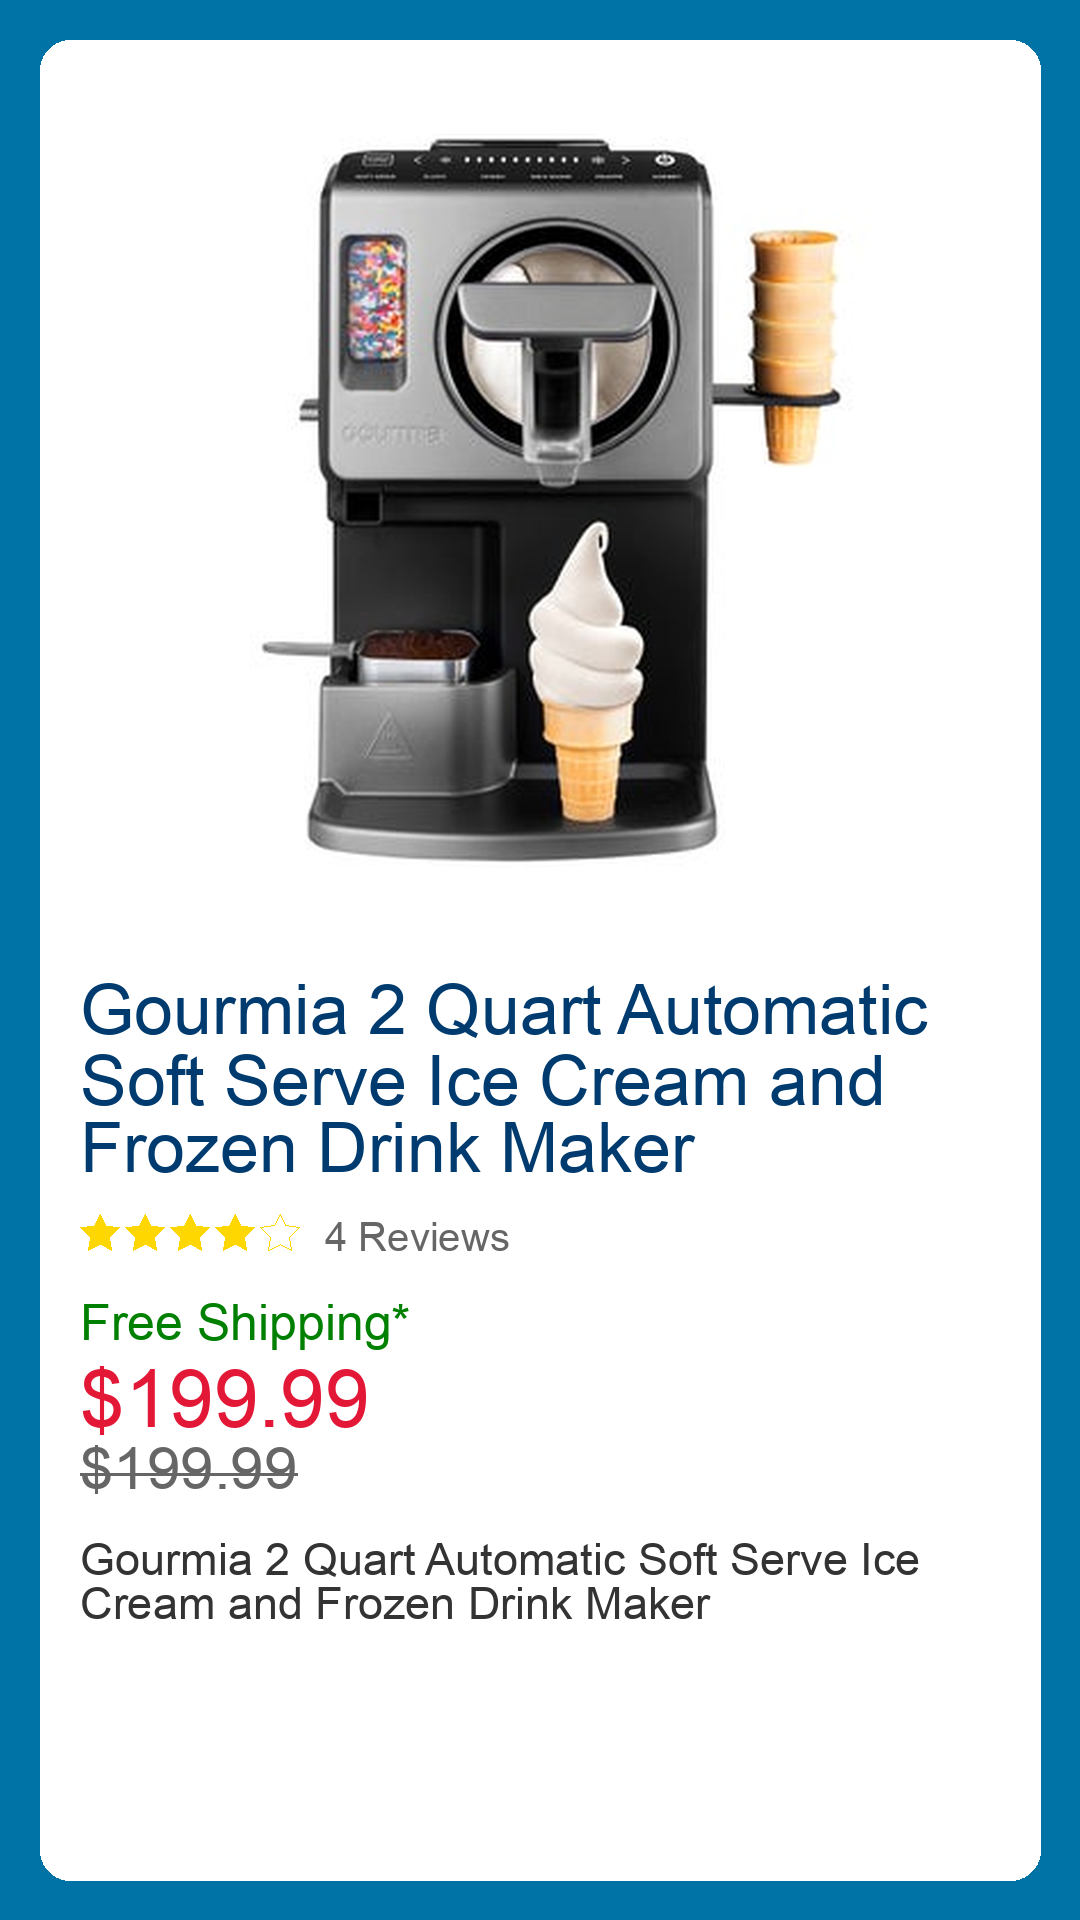 gourmia
Gourmia 2 Quart Automatic
Soft Serve Ice Cream and
Frozen Drink Maker
4 Reviews
Free Shipping*
$199.99
$199.99
Gourmia 2 Quart Automatic Soft Serve Ice
Cream and Frozen Drink Maker